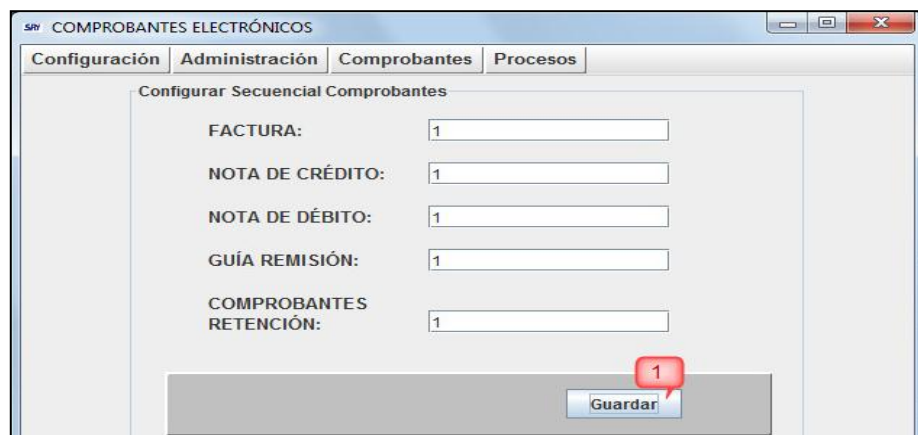 SRI COMPROBANTES ELECTRÓNICOS
Configuración Administración Comprobantes Procesos
Configurar Secuencial Comprobantes
FACTURA: 1
NOTA DE CRÉDITO: 1
NOTA DE DÉBITO: 1
GUÍA REMISIÓN: 1
COMPROBANTES
RETENCIÓN: 1
1
Guardar